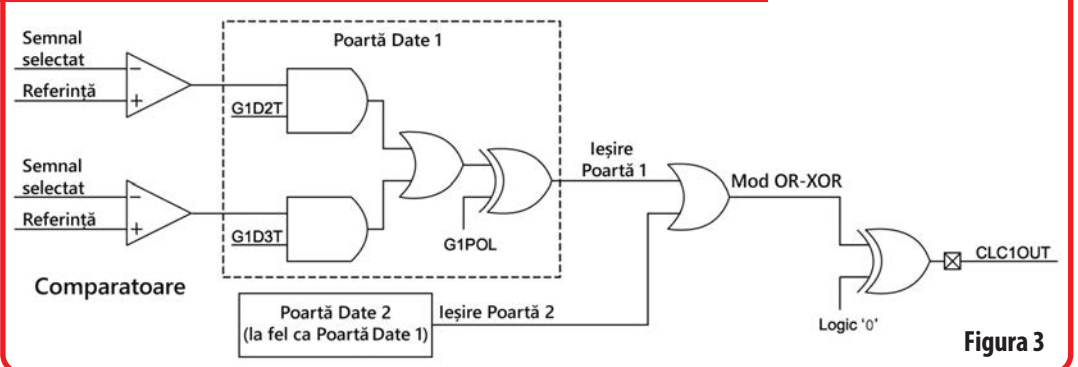 Semnal
selectat
−
Referință
+
Poartă Date 1
G1D2T
Semnal
selectat
−
Referință
+
G1D3T
G1POL
Ieșire
Poartă 1
Mod OR-XOR
CLC1OUT
Comparatoare
Poartă Date 2
(la fel ca Poartă Date 1)
Ieșire Poartă 2
Logic '0'
Figura 3